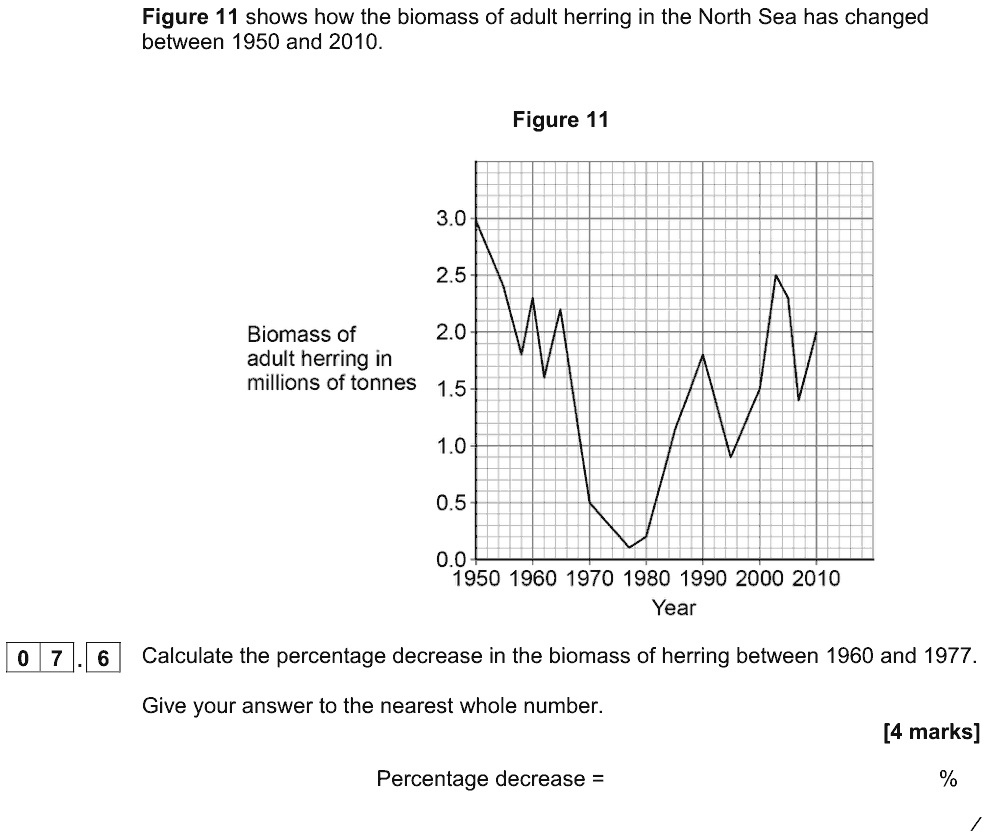 Figure 11 shows how the biomass of adult herring in the North Sea has changed
between 1950 and 2010.
Figure 11
3.0
2.5
2.0
1.5
1.0
0.5
0.0
Biomass of
adult herring in
millions of tonnes
1950 1960 1970 1980 1990 2000 2010
Year
0 7 . 6 Calculate the percentage decrease in the biomass of herring between 1960 and 1977.
Give your answer to the nearest whole number.
[4 marks]
Percentage decrease = %